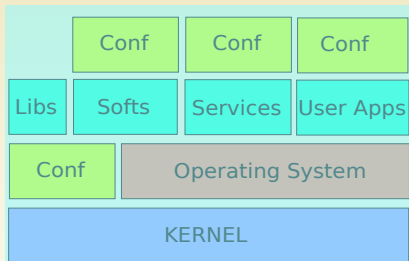 Conf Conf Conf
Libs Softs Services User Apps
Conf Operating System
KERNEL